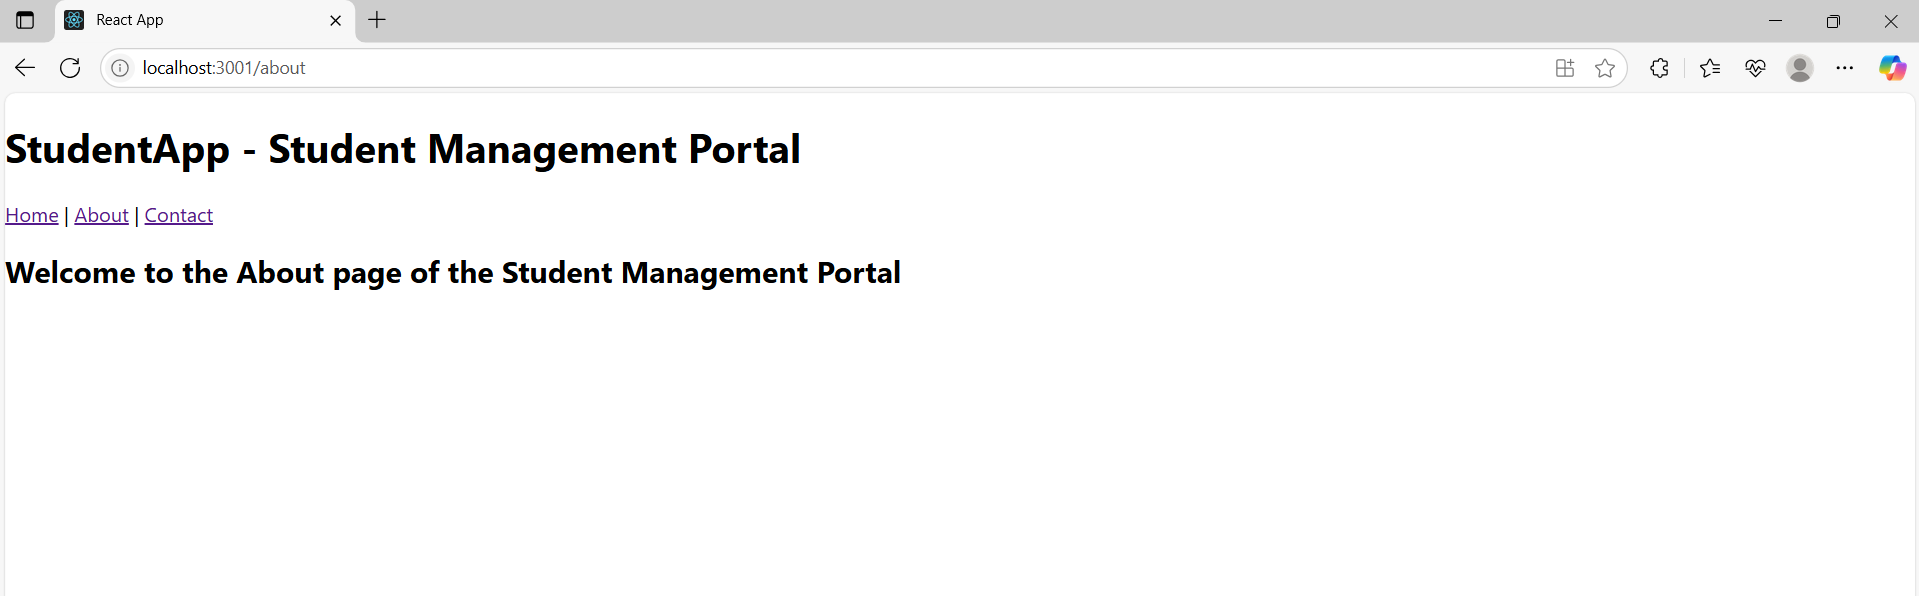 React App
localhost:3001/about
StudentApp - Student Management Portal
Home | About | Contact
Welcome to the About page of the Student Management Portal